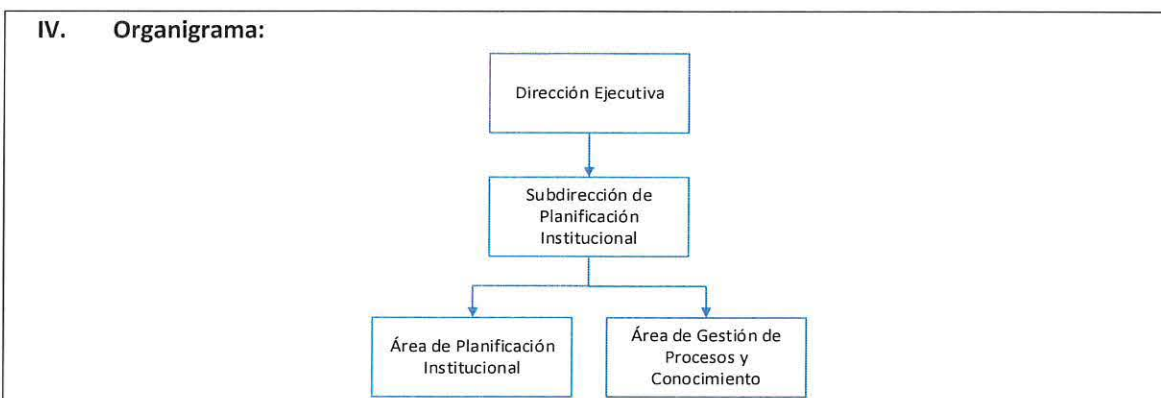 IV. Organigrama:
Dirección Ejecutiva
Subdirección de
Planificación
Institucional
Área de Planificación
Institucional
Área de Gestión de
Procesos y
Conocimiento